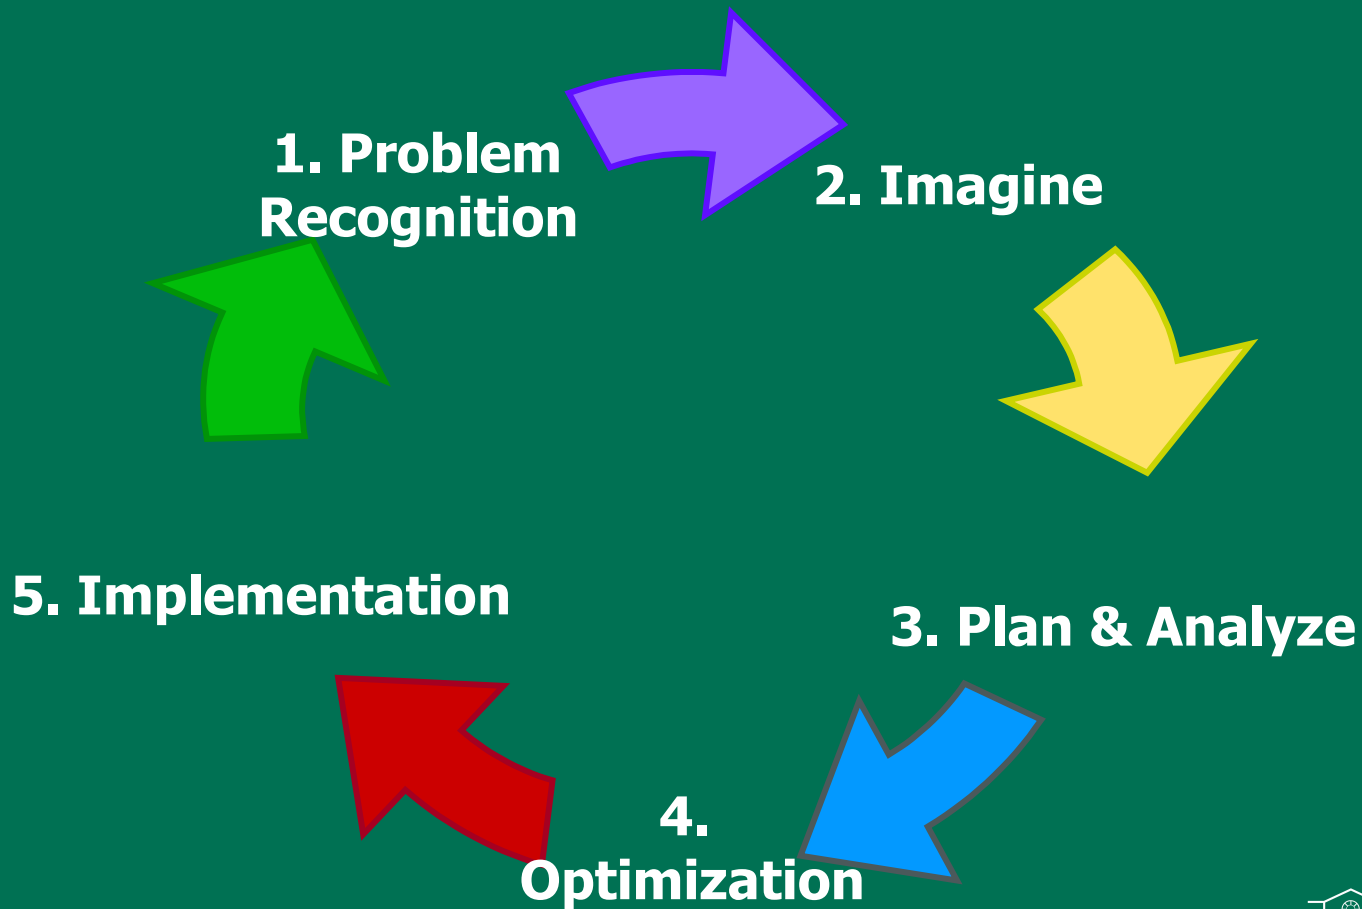 1. Problem
Recognition
2. Imagine
3. Plan & Analyze
4.
Optimization
5. Implementation